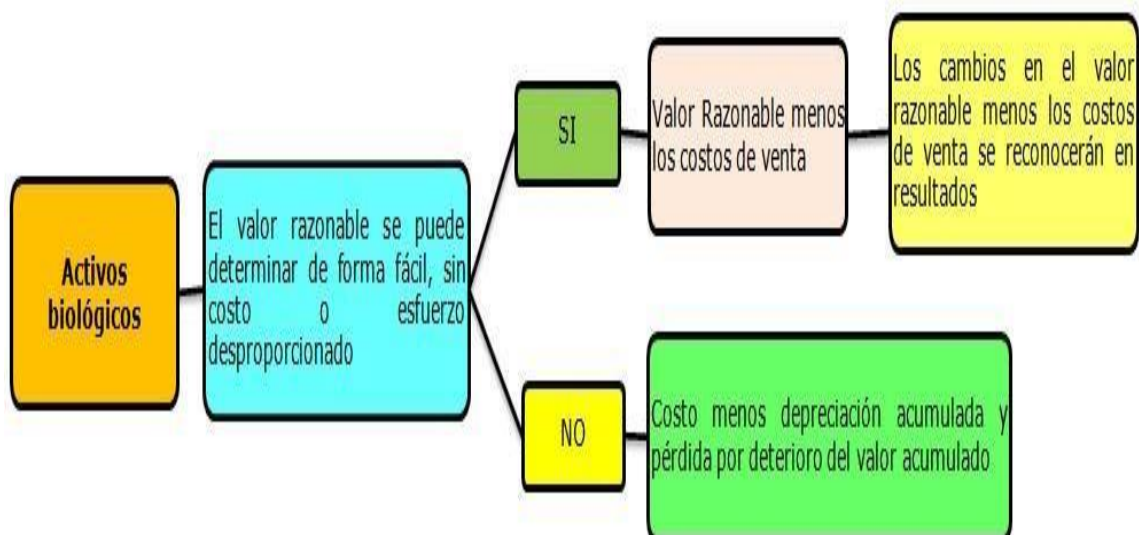 Activos
biológicos
El valor razonable se puede
determinar de forma fácil, sin
costo o esfuerzo
desproporcionado
SI
Valor Razonable menos
los costos de venta
Los cambios en el valor
razonable menos los costos
de venta se reconocerán en
resultados
NO
Costo menos depreciación acumulada y
pérdida por deterioro del valor acumulado